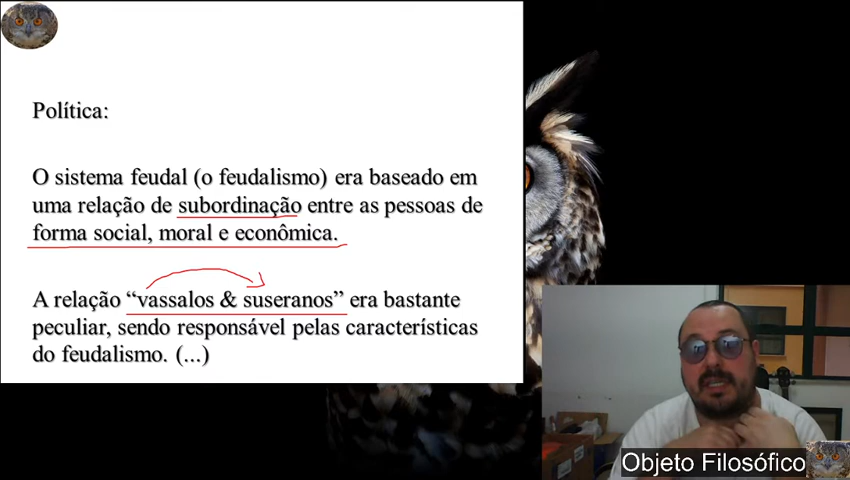 Política:
O sistema feudal (o feudalismo) era baseado em
uma relação de subordinação entre as pessoas de
forma social, moral e econômica.
A relação “vassalos & suseranos” era bastante
peculiar, sendo responsável pelas características
do feudalismo. (...)
Objeto Filosófico